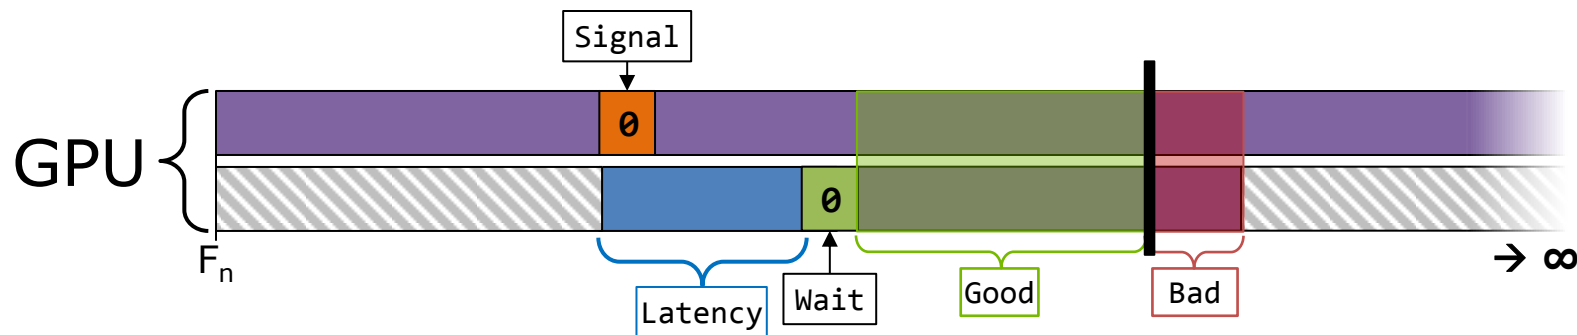 Signal
0
GPU
0
Fn
→ ∞
Latency
Wait
Good
Bad